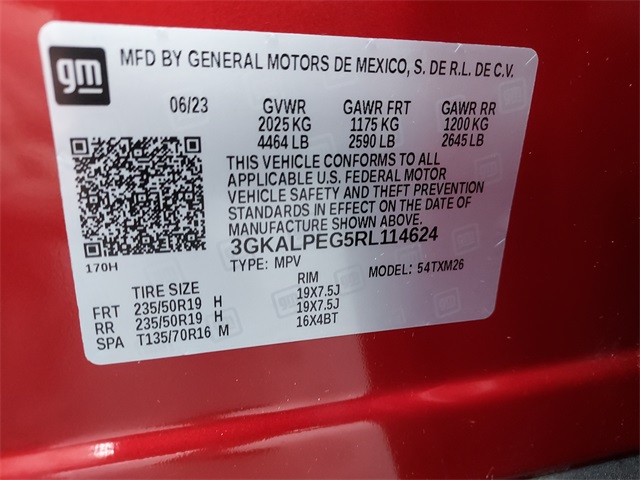 gm
MFD BY GENERAL MOTORS DE MEXICO, S. DE R.L. DE C.V.
06/23 GVWR GAWR FRT GAWR RR
2025 KG 1175 KG 1200 KG
4464 LB 2590 LB 2645 LB
THIS VEHICLE CONFORMS TO ALL
APPLICABLE U.S. FEDERAL MOTOR
VEHICLE SAFETY AND THEFT PREVENTION
STANDARDS IN EFFECT ON THE DATE OF
MANUFACTURE SHOWN ABOVE.
3GKALPEG5RL114624
170H TYPE: MPV MODEL: 54TXM26
TIRE SIZE RIM
FRT 235/50R19 H 19X7.5J
RR 235/50R19 H 19X7.5J
SPA T135/70R16 M 16X4BT